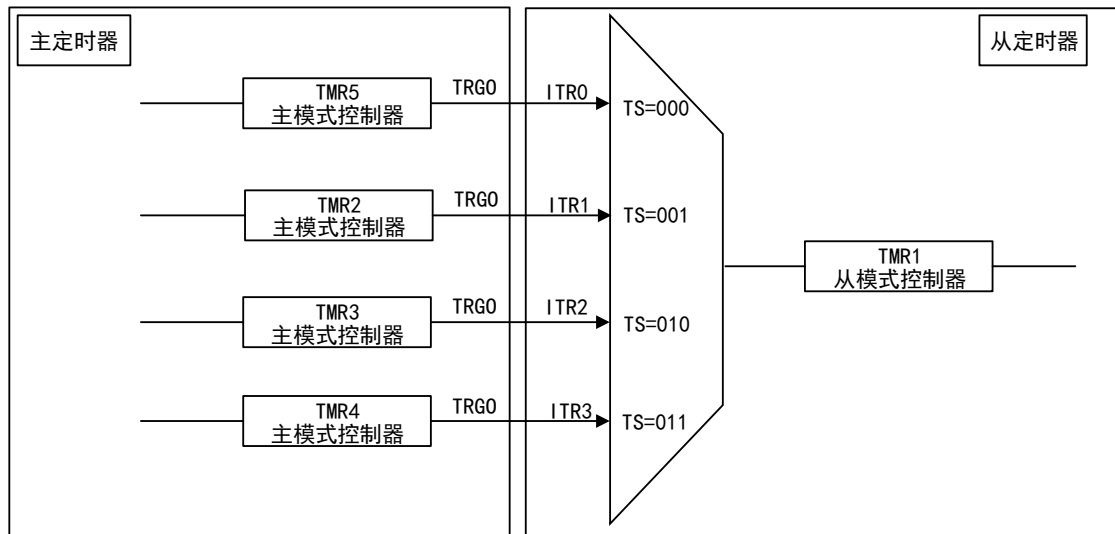 主定时器
从定时器
TMR5
主模式控制器
TRGO
ITR0
TS=000
TMR2
主模式控制器
TRGO
ITR1
TS=001
TMR1
从模式控制器
TMR3
主模式控制器
TRGO
ITR2
TS=010
TMR4
主模式控制器
TRGO
ITR3
TS=011